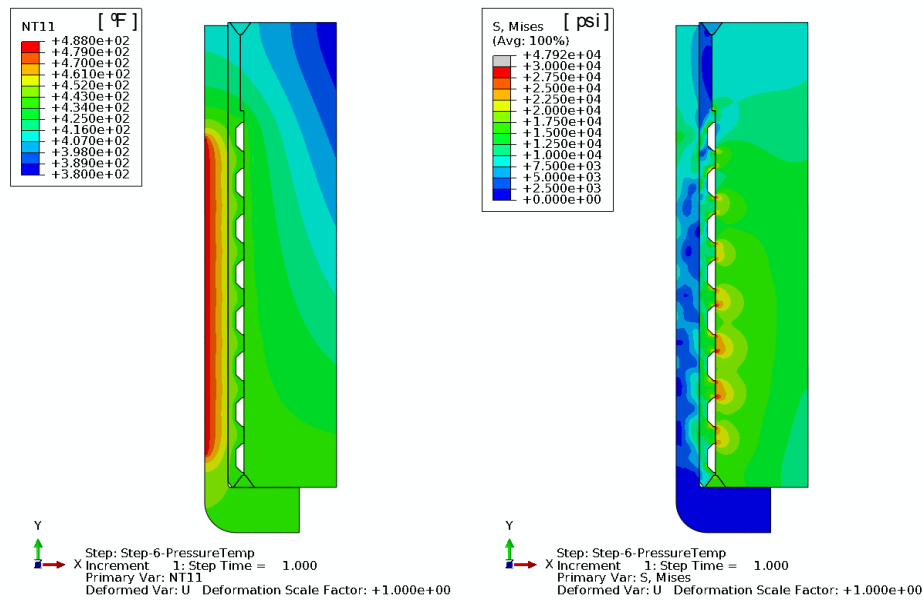 NT11 [ °F]
+4.880e+02
+4.790e+02
+4.700e+02
+4.610e+02
+4.520e+02
+4.430e+02
+4.340e+02
+4.250e+02
+4.160e+02
+4.070e+02
+3.980e+02
+3.890e+02
+3.800e+02
Y
X
Step: Step-6-PressureTemp
Increment 1: Step Time = 1.000
Primary Var: NT11
Deformed Var: U Deformation Scale Factor: +1.000e+00
S, Mises [ psi]
(Avg: 100%)
+4.792e+04
+3.000e+04
+2.750e+04
+2.500e+04
+2.250e+04
+2.000e+04
+1.750e+04
+1.500e+04
+1.250e+04
+1.000e+04
+7.500e+03
+5.000e+03
+2.500e+03
+0.000e+00
Y
X
Step: Step-6-PressureTemp
Increment 1: Step Time = 1.000
Primary Var: S, Mises
Deformed Var: U Deformation Scale Factor: +1.000e+00